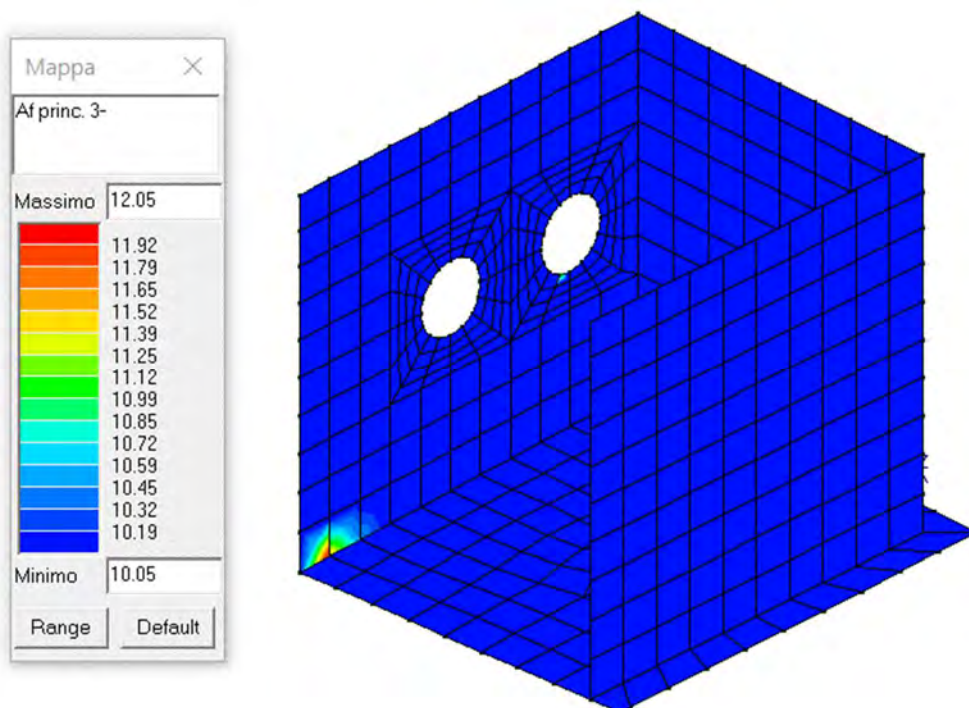 Mappa
Af princ. 3-
Massimo 12.05
11.92
11.79
11.65
11.52
11.39
11.25
11.12
10.99
10.85
10.72
10.59
10.45
10.32
10.19
Minimo 10.05
Range Default